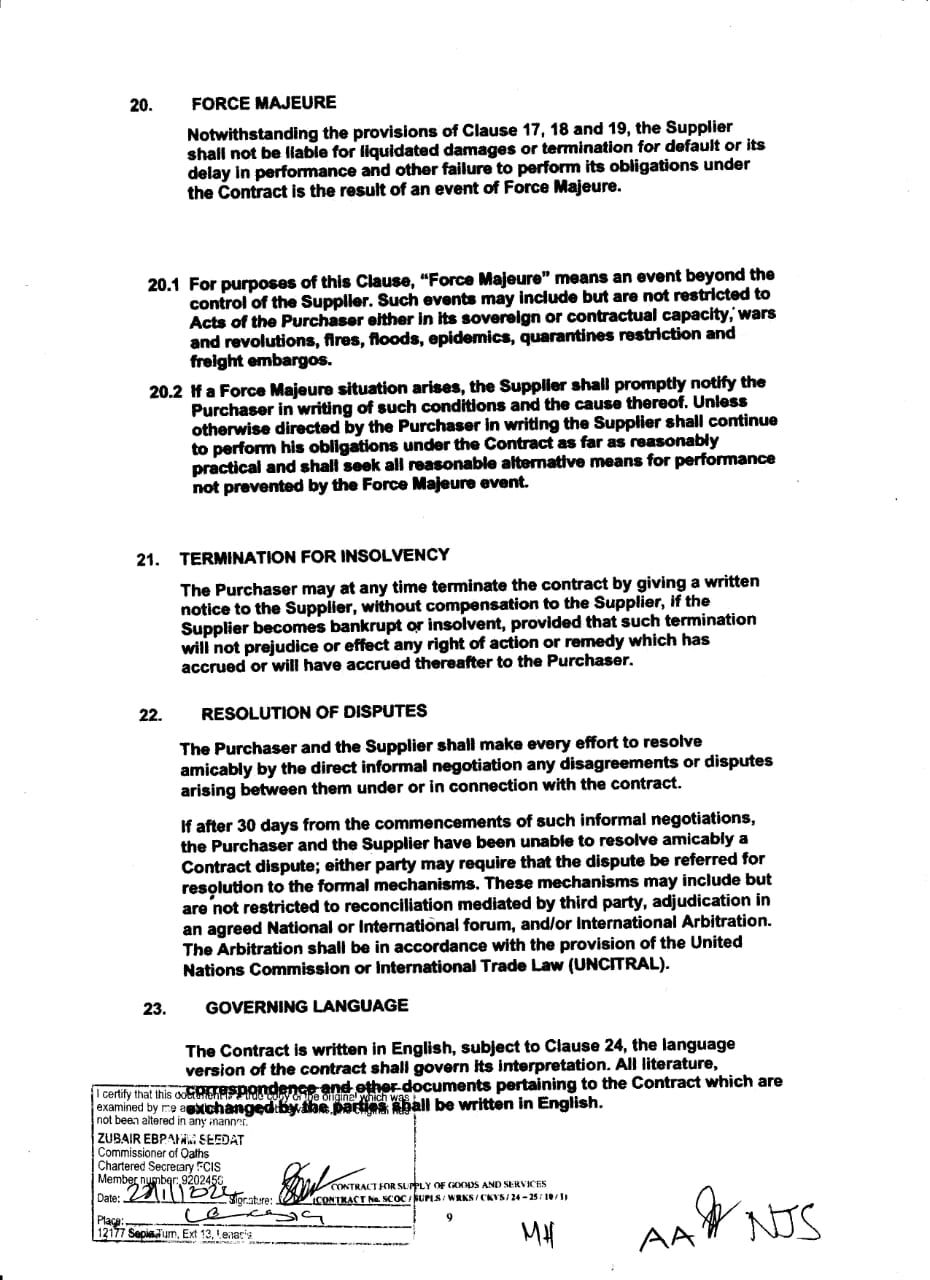 20. FORCE MAJEURE
Notwithstanding the provisions of Clause 17, 18 and 19, the Supplier
shall not be liable for liquidated damages or termination for default or its
delay in performance and other failure to perform its obligations under
the Contract is the result of an event of Force Majeure.
20.1 For purposes of this Clause, “Force Majeure” means an event beyond the
control of the Supplier. Such events may include but are not restricted to
Acts of the Purchaser either in its sovereign or contractual capacity, wars
and revolutions, fires, floods, epidemics, quarantines restriction and
freight embargos.
20.2 If a Force Majeure situation arises, the Supplier shall promptly notify the
Purchaser in writing of such conditions and the cause thereof. Unless
otherwise directed by the Purchaser in writing the Supplier shall continue
to perform his obligations under the Contract as far as reasonably
practical and shall seek all reasonable alternative means for performance
not prevented by the Force Majeure event.
21. TERMINATION FOR INSOLVENCY
The Purchaser may at any time terminate the contract by giving a written
notice to the Supplier, without compensation to the Supplier, if the
Supplier becomes bankrupt or insolvent, provided that such termination
will not prejudice or effect any right of action or remedy which has
accrued or will have accrued thereafter to the Purchaser.
22. RESOLUTION OF DISPUTES
The Purchaser and the Supplier shall make every effort to resolve
amicably by the direct informal negotiation any disagreements or disputes
arising between them under or in connection with the contract.
If after 30 days from the commencements of such informal negotiations,
the Purchaser and the Supplier have been unable to resolve amicably a
Contract dispute; either party may require that the dispute be referred for
resolution to the formal mechanisms. These mechanisms may include but
are not restricted to reconciliation mediated by third party, adjudication in
an agreed National or International forum, and/or International Arbitration.
The Arbitration shall be in accordance with the provision of the United
Nations Commission or International Trade Law (UNCITRAL).
23. GOVERNING LANGUAGE
The Contract is written in English, subject to Clause 24, the language
version of the contract shall govern its interpretation. All literature,
correspondence and other documents pertaining to the Contract which are
exchanged by the parties shall be written in English.
I certify that this document is a true copy of the original which was
examined by me
not been altered in any manner.
ZUBAIR EBRAHIM SEEDAT
Commissioner of Oaths
Chartered Secretary FCIS
Member number: 9202450
Date:
Signature:
Place:
12177 Sepia Turn, Ext 13, Lenasia
CONTRACT FOR SUPPLY OF GOODS AND SERVICES
(CONTRACT No. SCOC / SUPLS / WRKS / CKVS / 24 – 25 / 10 / 1)
9
MH
AA
NJS